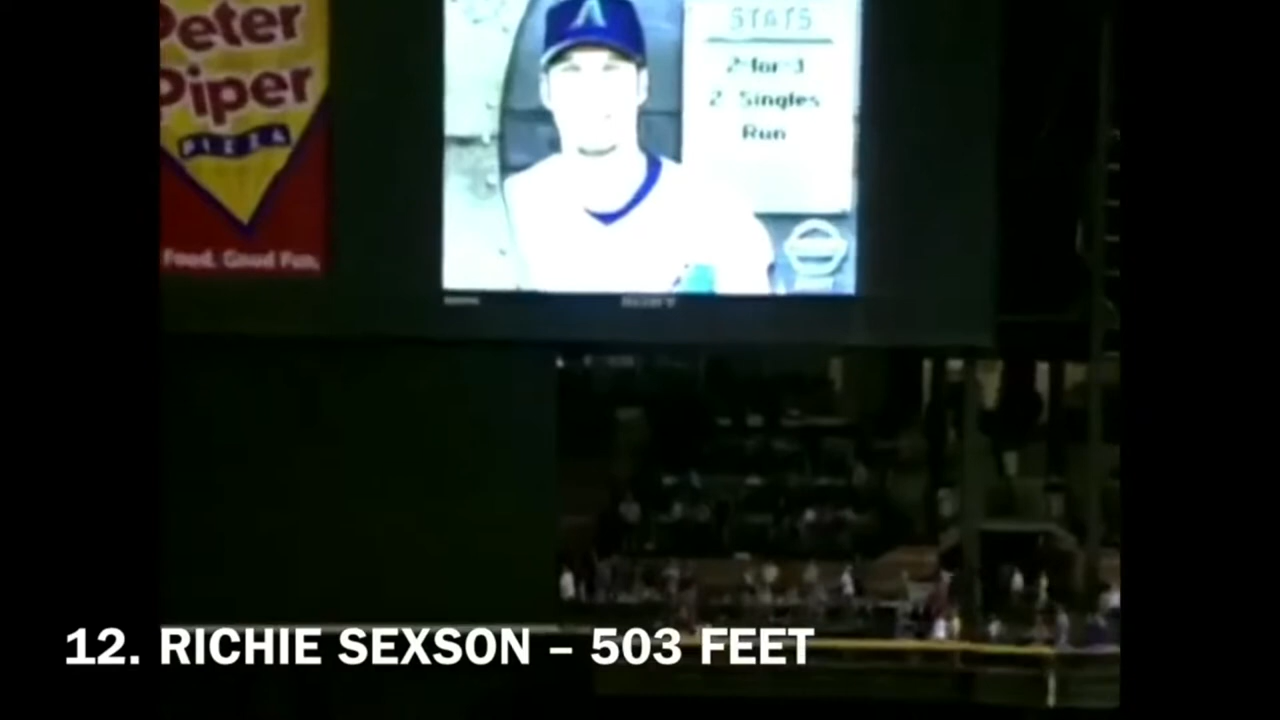 Peter
Piper
PIZZA
Food. Good Fun.
STATS
2-for-3
2 Singles
Run
12. RICHIE SEXSON – 503 FEET